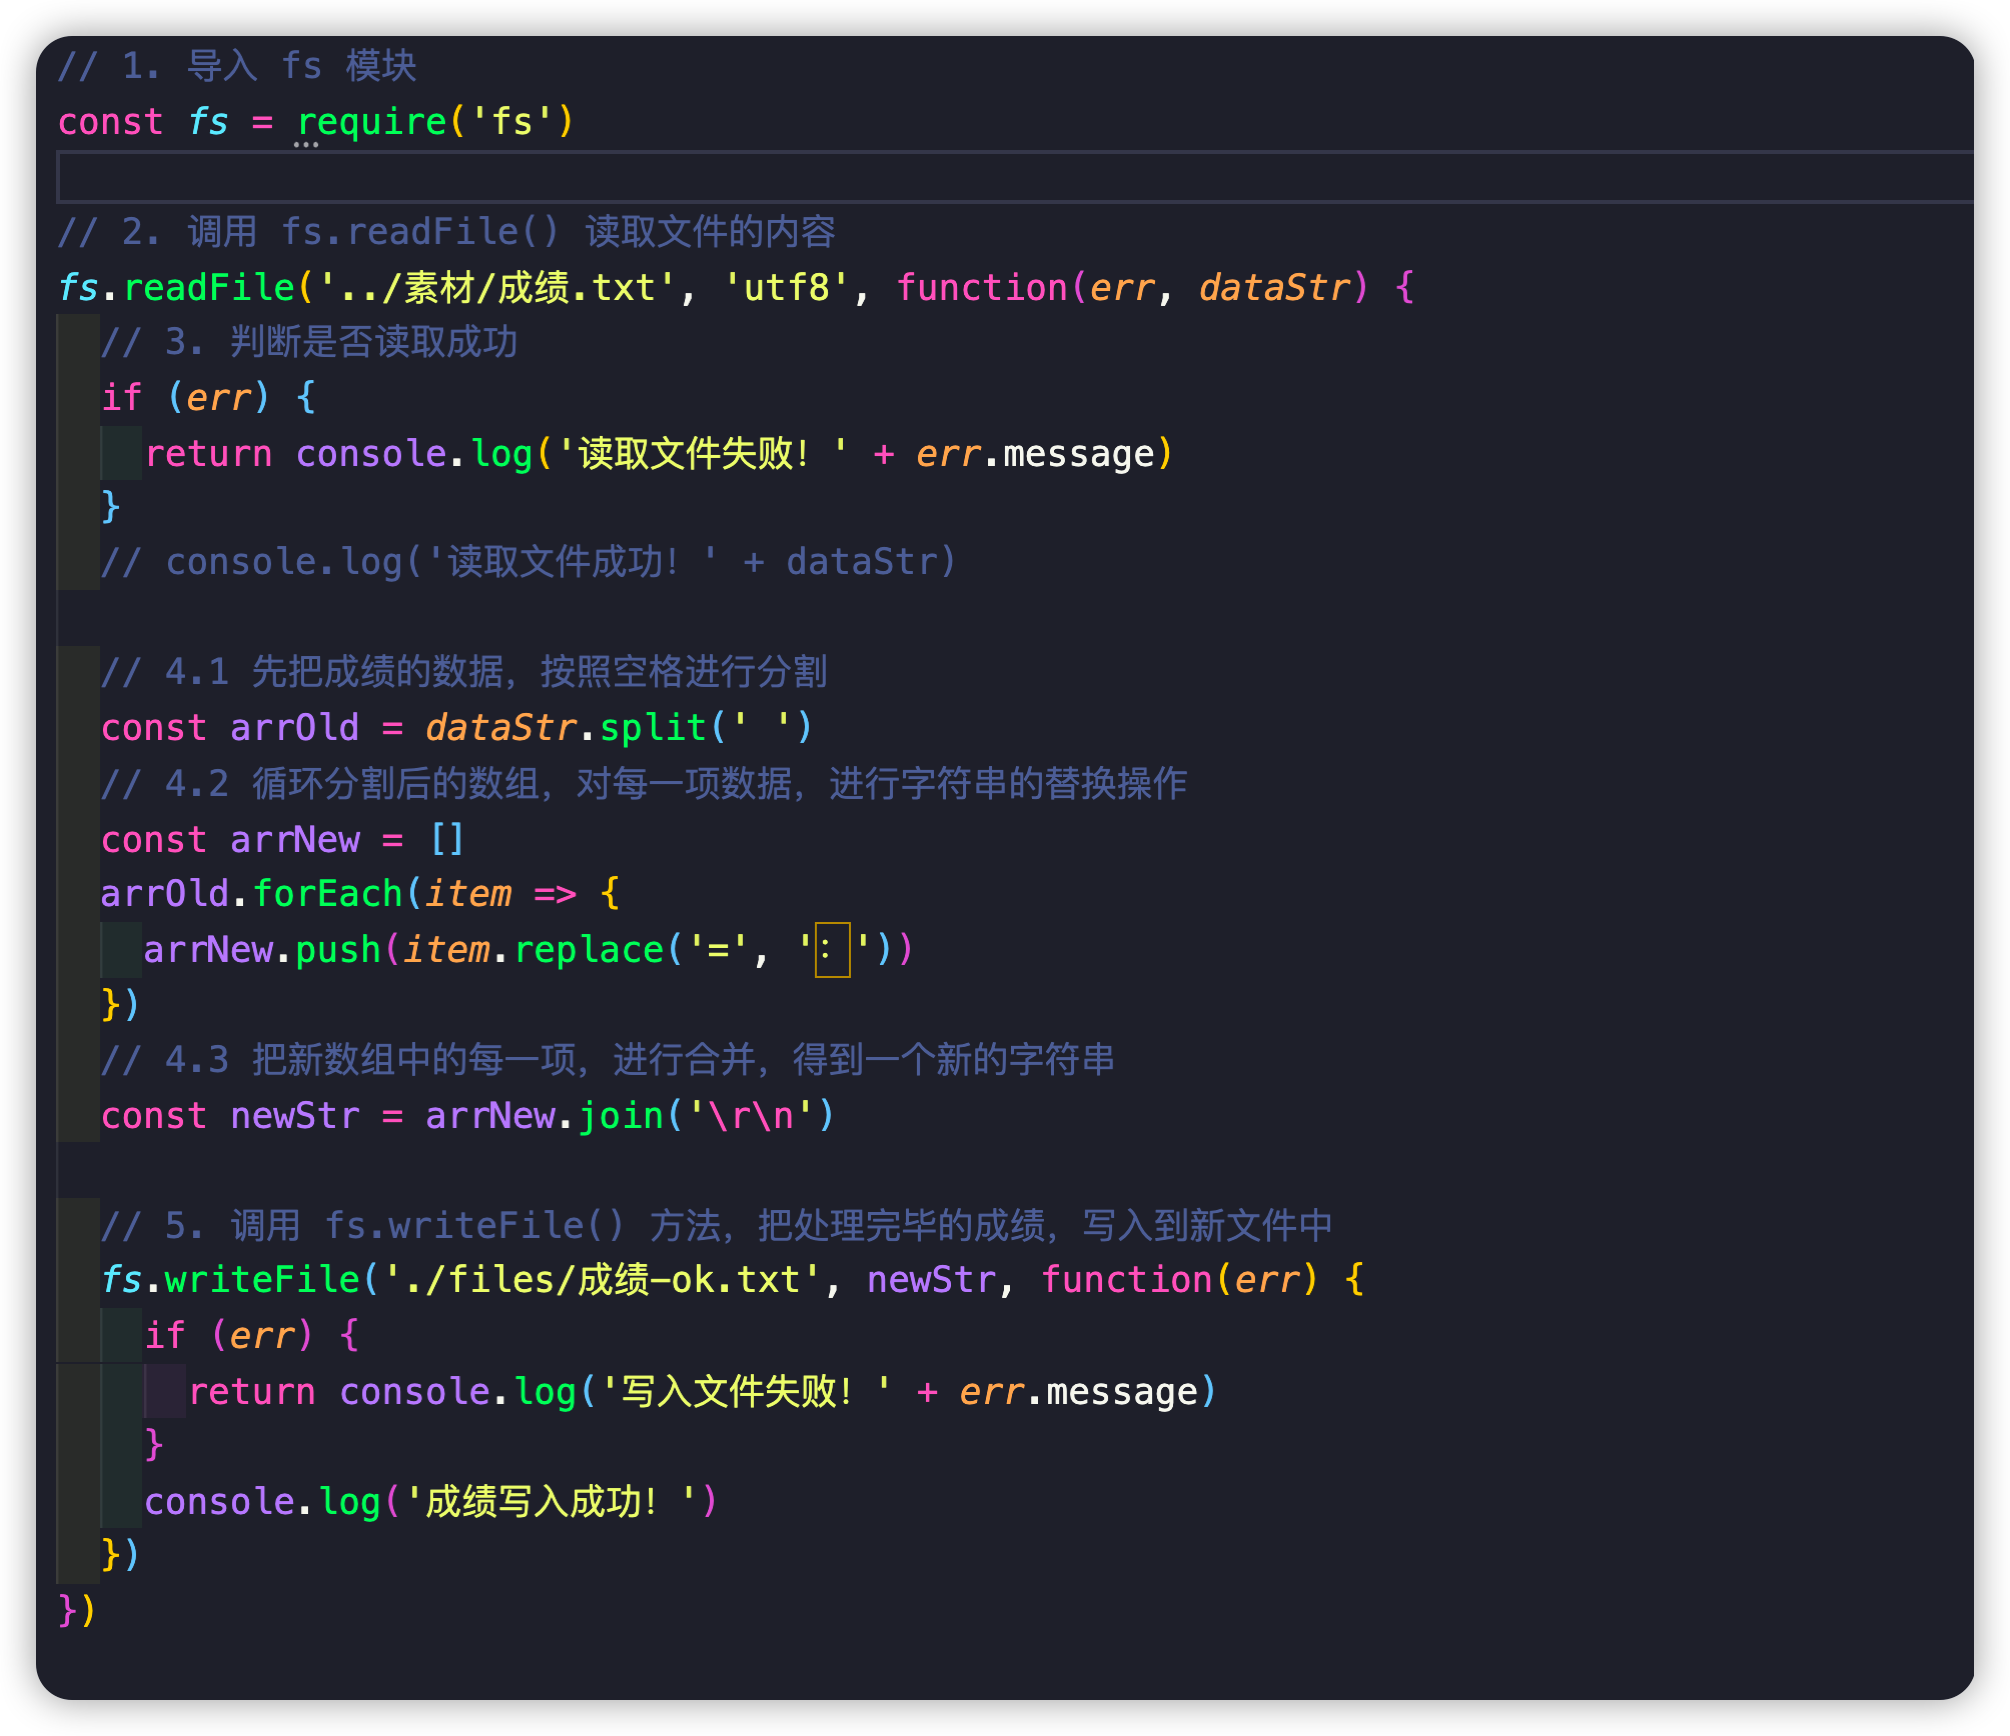 // 1. 导入 fs 模块
const fs = require('fs')
// 2. 调用 fs.readFile() 读取文件的内容
fs.readFile('../素材/成绩.txt', 'utf8', function(err, dataStr) {
// 3. 判断是否读取成功
if (err) {
return console.log('读取文件失败！' + err.message)
}
// console.log('读取文件成功！' + dataStr)
// 4.1 先把成绩的数据，按照空格进行分割
const arrOld = dataStr.split(' ')
// 4.2 循环分割后的数组，对每一项数据，进行字符串的替换操作
const arrNew = []
arrOld.forEach(item => {
arrNew.push(item.replace('=', '：'))
})
// 4.3 把新数组中的每一项，进行合并，得到一个新的字符串
const newStr = arrNew.join('\r\n')
// 5. 调用 fs.writeFile() 方法，把处理完毕的成绩，写入到新文件中
fs.writeFile('./files/成绩-ok.txt', newStr, function(err) {
if (err) {
return console.log('写入文件失败！' + err.message)
}
console.log('成绩写入成功！')
})
})